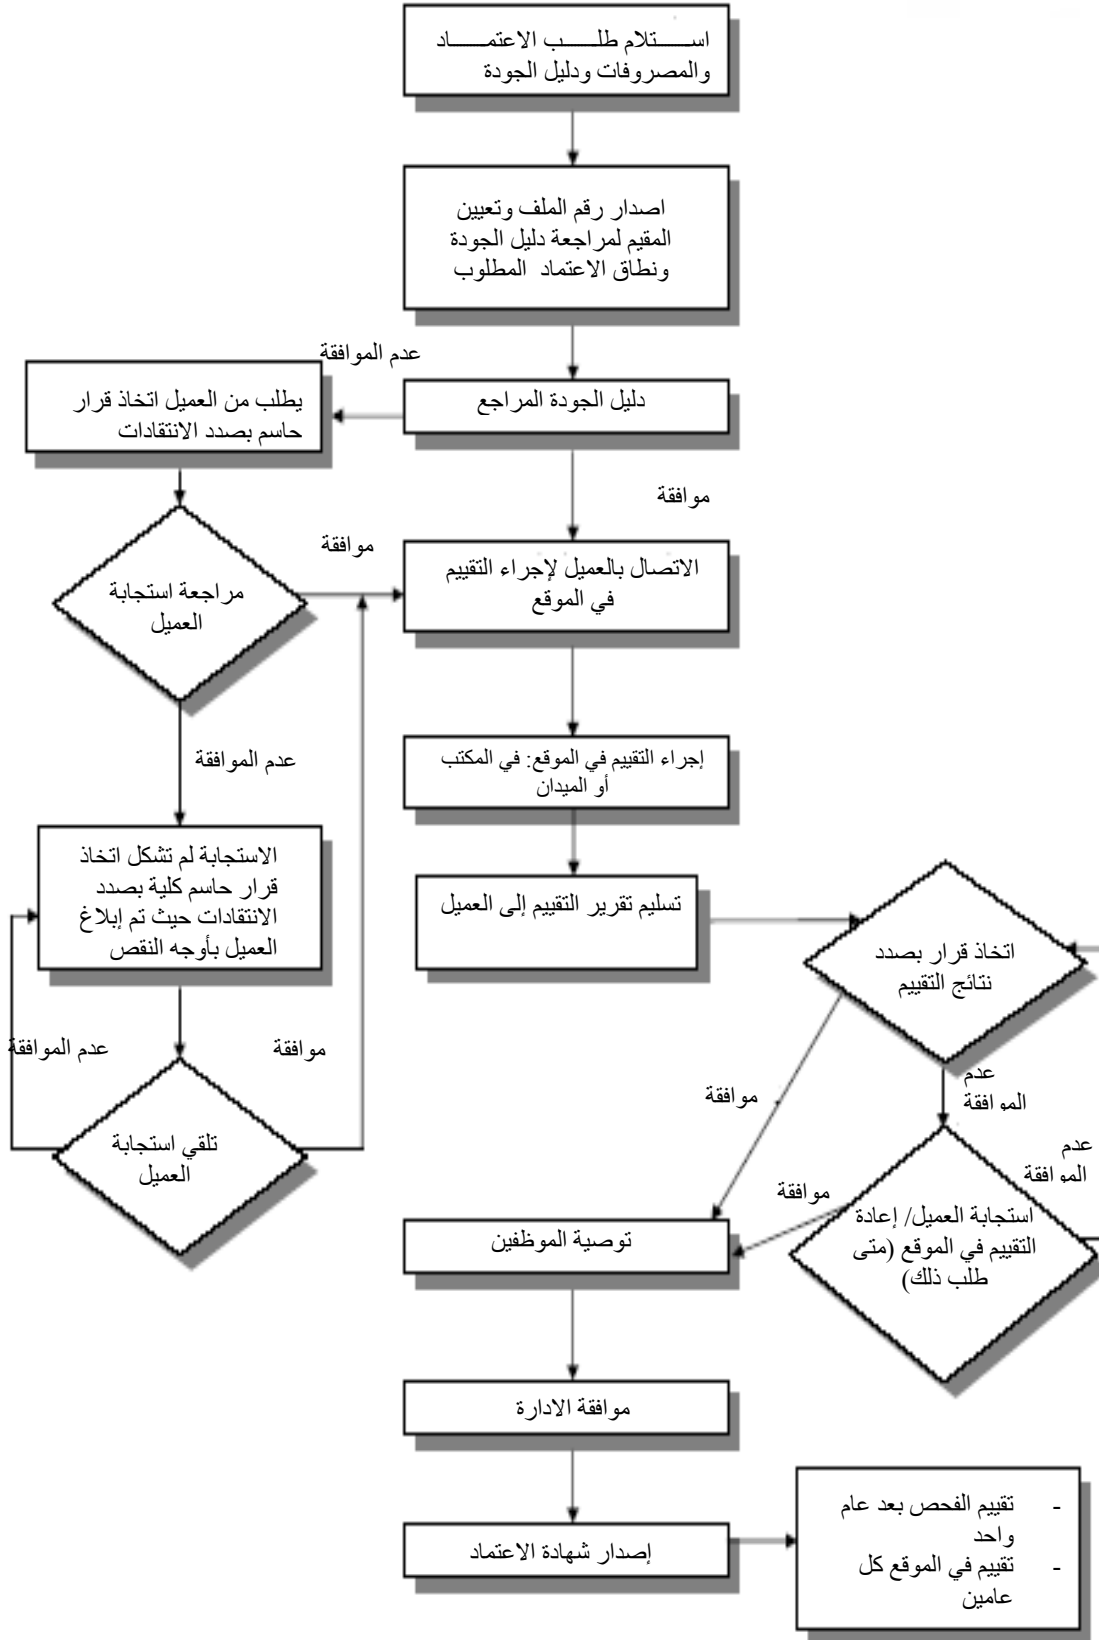 استلام طلب الاعتماد
والمصروفات ودليل الجودة
اصدار رقم الملف وتعيين
المقيم لمراجعة دليل الجودة
ونطاق الاعتماد المطلوب
عدم الموافقة
دليل الجودة المراجع
يطلب من العميل اتخاذ قرار
حاسم بصدد الانتقادات
موافقة
موافقة
الاتصال بالعميل لإجراء التقييم
في الموقع
مراجعة استجابة
العميل
عدم الموافقة
إجراء التقييم في الموقع: في المكتب
أو الميدان
الاستجابة لم تشكل اتخاذ
قرار حاسم كلية بصدد
الانتقادات حيث تم إبلاغ
العميل بأوجه النقص
تسليم تقرير التقييم إلى العميل
اتخاذ قرار بصدد
نتائج التقييم
عدم الموافقة
موافقة
تلقي استجابة
العميل
موافقة
عدم
الموافقة
عدم
الموافقة
موافقة
استجابة العميل/ إعادة
التقييم في الموقع (متى
طلب ذلك)
توصية الموظفين
موافقة الادارة
إصدار شهادة الاعتماد
- تقييم الفحص بعد عام
واحد
- تقييم في الموقع كل
عامين